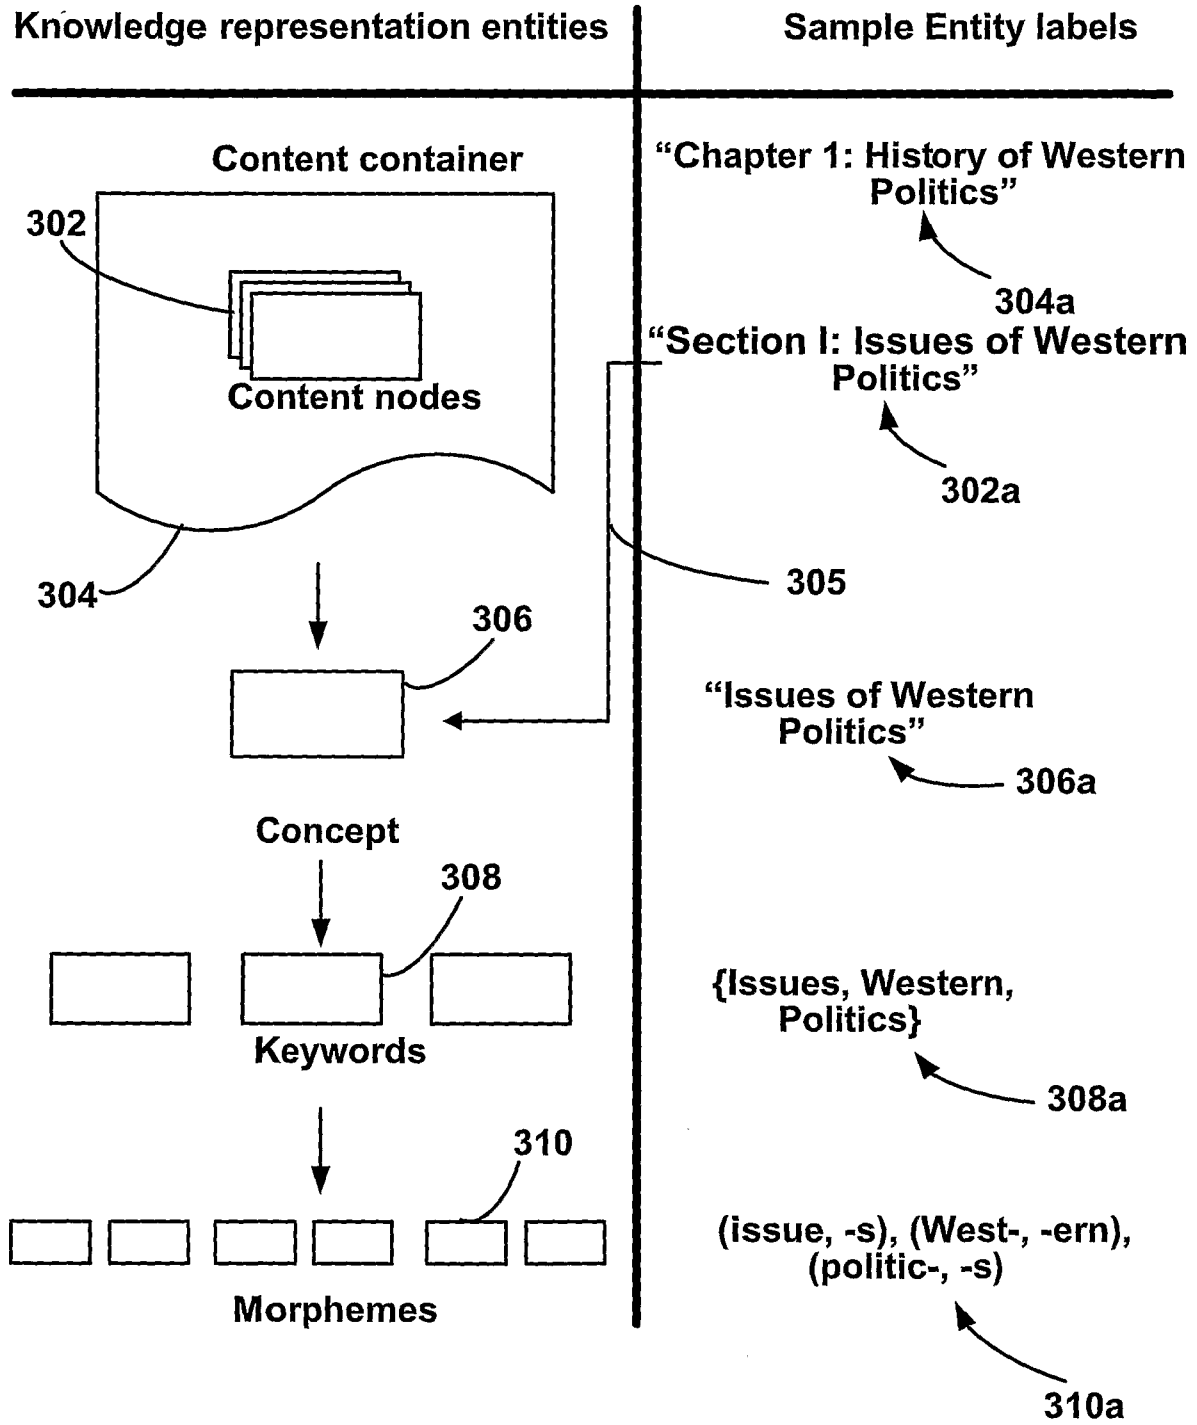 Knowledge representation entities
Sample Entity labels
Content container
“Chapter 1: History of Western
Politics”
302
304a
“Section I: Issues of Western
Politics”
Content nodes
302a
304
305
306
“Issues of Western
Politics”
306a
Concept
308
{Issues, Western,
Politics}
Keywords
308a
310
(issue, -s), (West-, -ern),
(politic-, -s)
Morphemes
310a